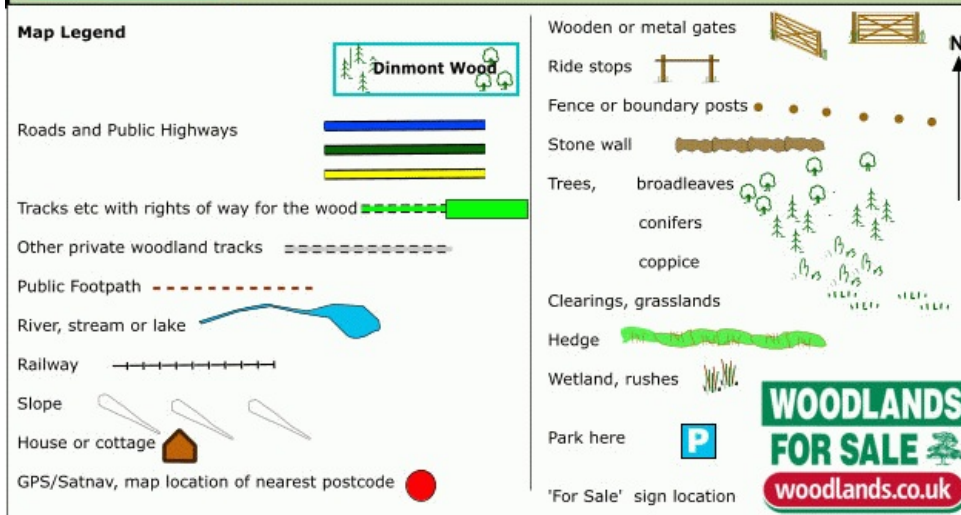 Map Legend
Dinmont Wood
Roads and Public Highways
Tracks etc with rights of way for the wood
Other private woodland tracks
Public Footpath
River, stream or lake
Railway
Slope
House or cottage
GPS/Satnav, map location of nearest postcode
Wooden or metal gates
N
Ride stops
Fence or boundary posts
Stone wall
Trees, broadleaves
conifers
coppice
Clearings, grasslands
Hedge
Wetland, rushes
Park here
P
'For Sale' sign location
WOODLANDS
FOR SALE
woodlands.co.uk